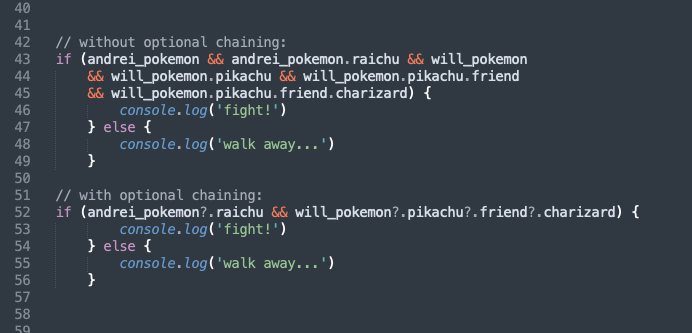 40
41
42 // without optional chaining:
43 if (andrei_pokemon && andrei_pokemon.raichu && will_pokemon
44 && will_pokemon.pikachu && will_pokemon.pikachu.friend
45 && will_pokemon.pikachu.friend.charizard) {
46 console.log('fight!')
47 } else {
48 console.log('walk away...')
49 }
50
51 // with optional chaining:
52 if (andrei_pokemon?.raichu && will_pokemon?.pikachu?.friend?.charizard) {
53 console.log('fight!')
54 } else {
55 console.log('walk away...')
56 }
57
58
59